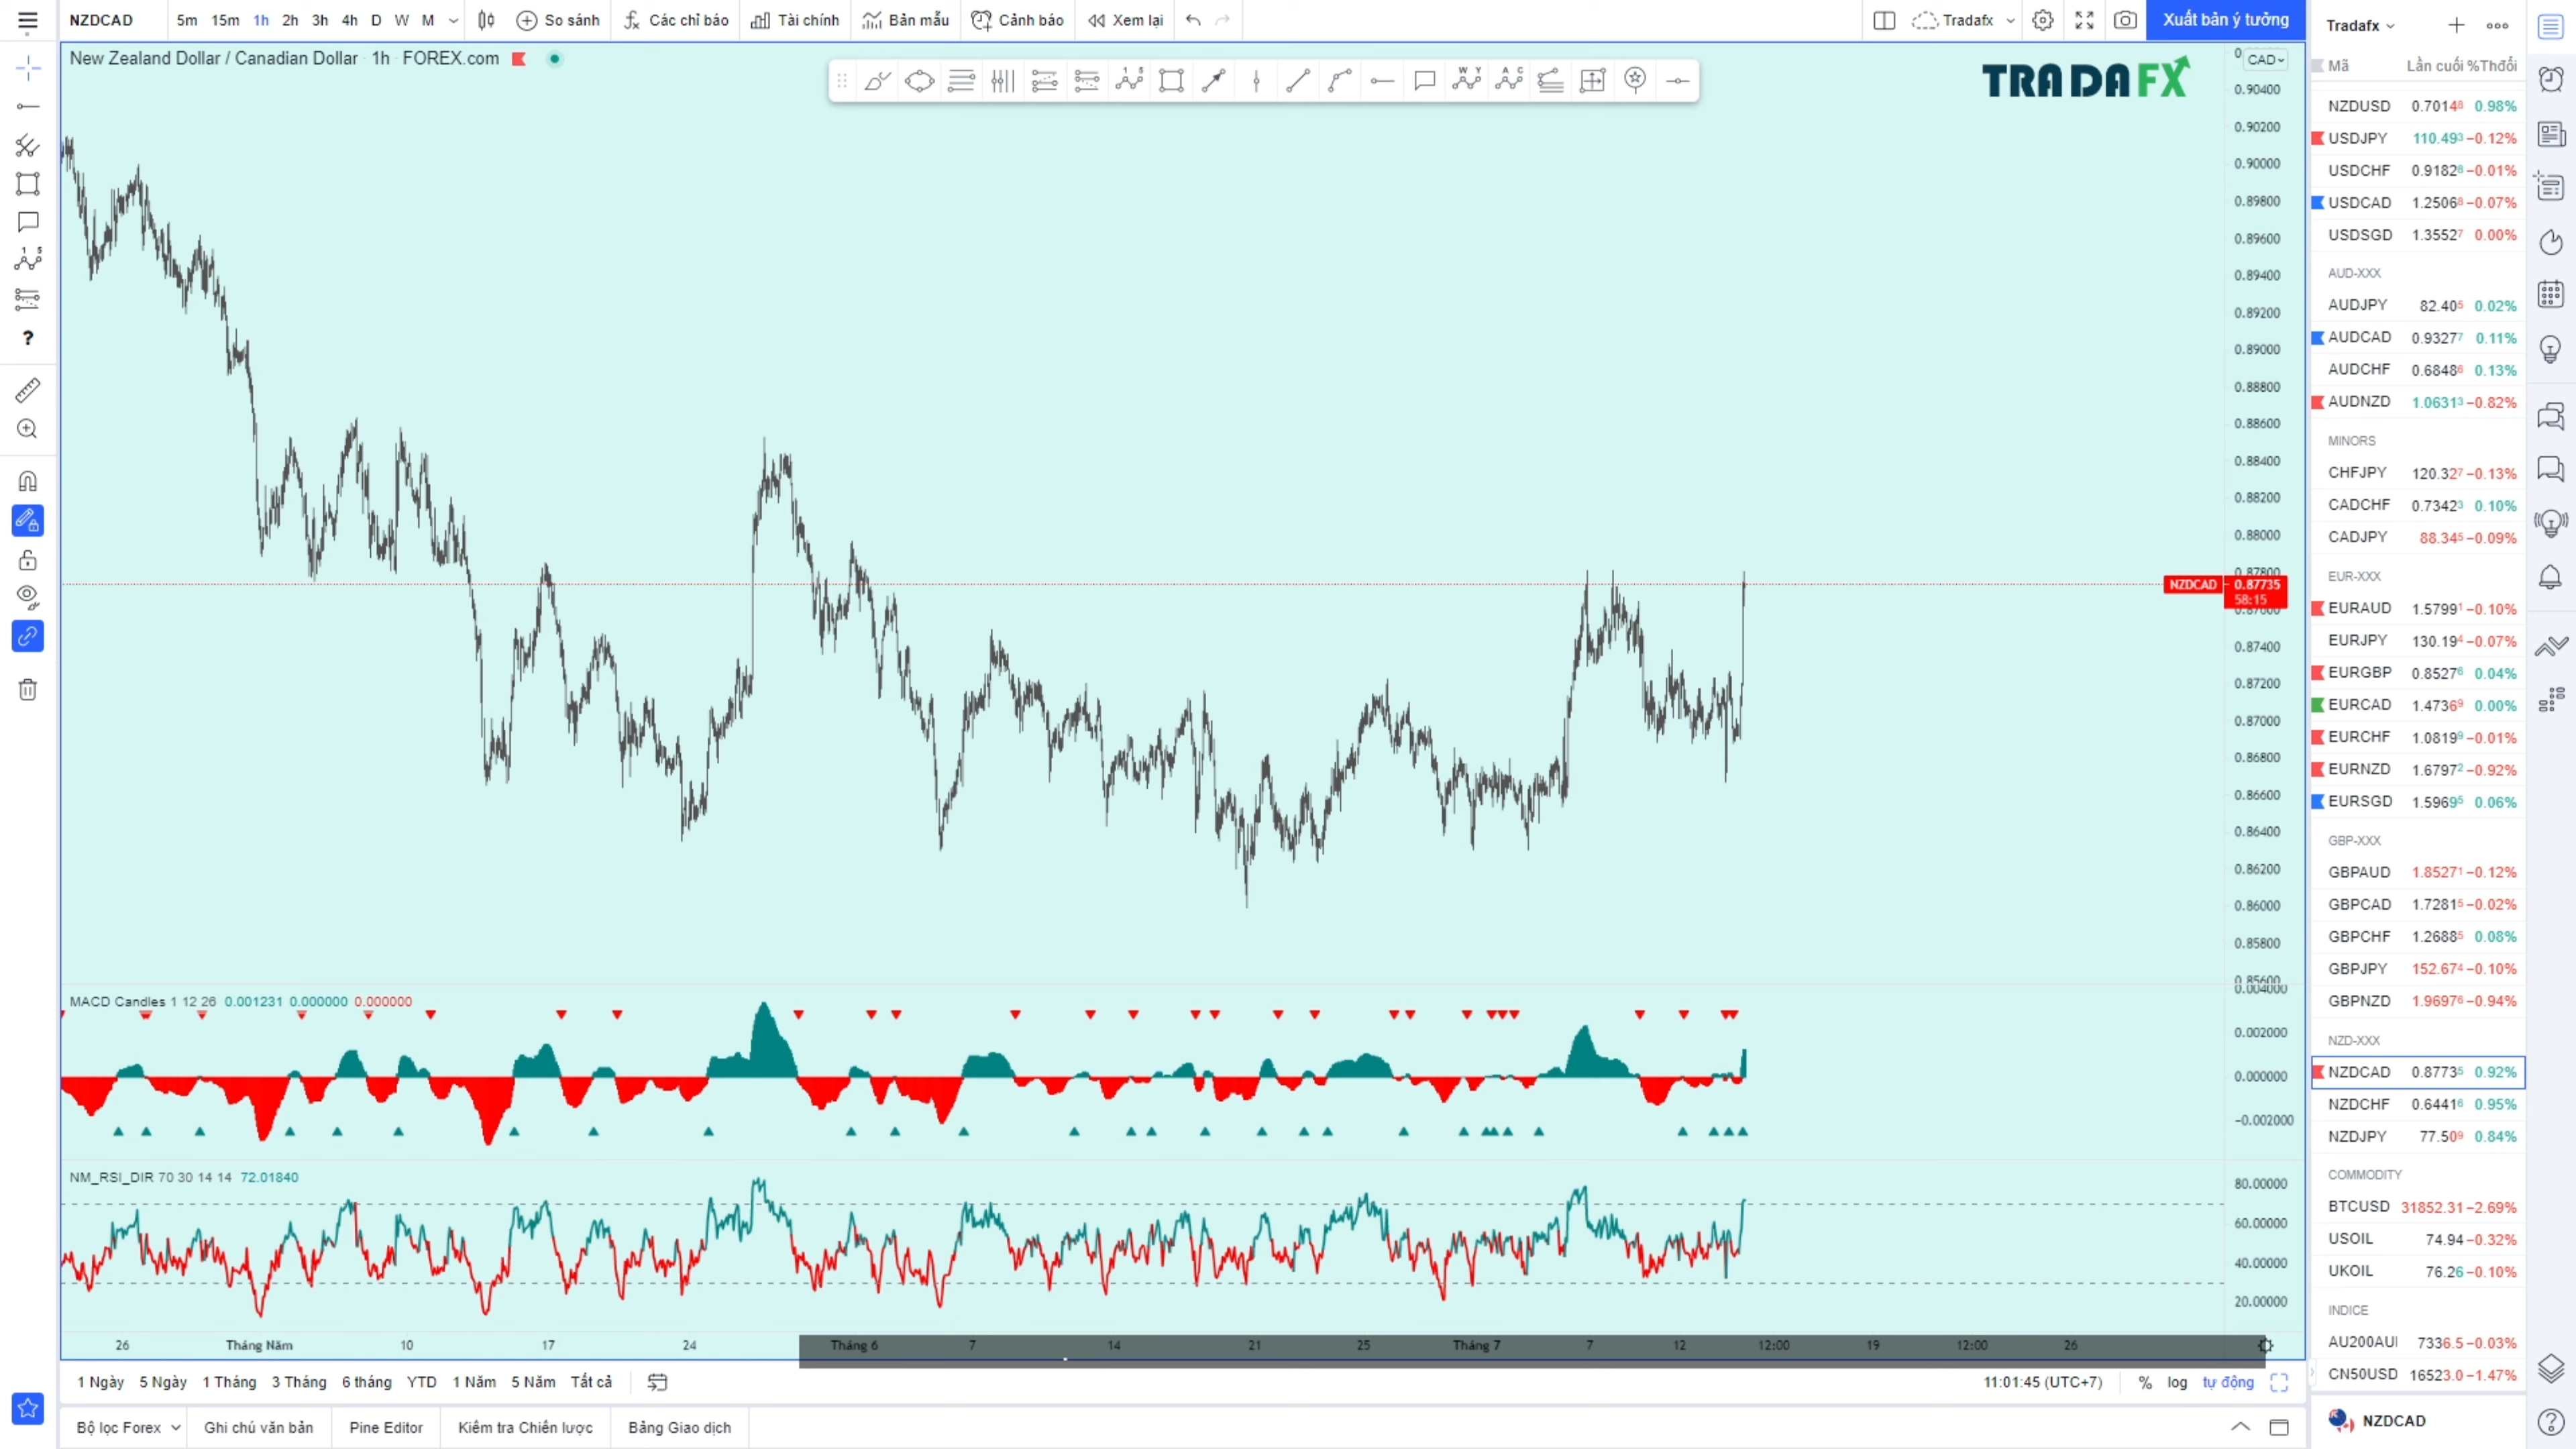 NZDCAD 5m 15m 1h 2h 3h 4h D W M So sánh Các chỉ báo Tài chính Bản mẫu Cảnh báo Xem lại Tradafx Xuất bản ý tưởng
New Zealand Dollar / Canadian Dollar · 1h · FOREX.com
TRADAFX
CAD
0.90400
0.90200
0.90000
0.89800
0.89600
0.89400
0.89200
0.89000
0.88800
0.88600
0.88400
0.88200
0.88000
0.87800
NZDCAD 0.87735
58:15
0.87600
0.87400
0.87200
0.87000
0.86800
0.86600
0.86400
0.86200
0.86000
0.85800
0.85600
MACD Candles 1 12 26 0.001231 0.000000 0.000000
0.004000
0.002000
0.000000
−0.002000
NM_RSI_DIR 70 30 14 14 72.01840
80.00000
60.00000
40.00000
20.00000
26 Tháng Năm 10 17 24 Tháng 6 7 14 21 25 Tháng 7 7 12 12:00 19 12:00 26
1 Ngày 5 Ngày 1 Tháng 3 Tháng 6 tháng YTD 1 Năm 5 Năm Tất cả
11:01:45 (UTC+7) % log tự động
Bộ lọc Forex Ghi chú văn bản Pine Editor Kiểm tra Chiến lược Bảng Giao dịch
Tradafx
Mã Lần cuối %Thđổi
NZDUSD 0.70148 0.98%
USDJPY 110.493 −0.12%
USDCHF 0.91828 −0.01%
USDCAD 1.25068 −0.07%
USDSGD 1.35527 0.00%
AUD-XXX
AUDJPY 82.405 0.02%
AUDCAD 0.93277 0.11%
AUDCHF 0.68486 0.13%
AUDNZD 1.06313 −0.82%
MINORS
CHFJPY 120.327 −0.13%
CADCHF 0.73423 0.10%
CADJPY 88.345 −0.09%
EUR-XXX
EURAUD 1.57991 −0.10%
EURJPY 130.194 −0.07%
EURGBP 0.85276 0.04%
EURCAD 1.47369 0.00%
EURCHF 1.08199 −0.01%
EURNZD 1.67972 −0.92%
EURSGD 1.59695 0.06%
GBP-XXX
GBPAUD 1.85271 −0.12%
GBPCAD 1.72815 −0.02%
GBPCHF 1.26885 0.08%
GBPJPY 152.674 −0.10%
GBPNZD 1.96976 −0.94%
NZD-XXX
NZDCAD 0.87735 0.92%
NZDCHF 0.64416 0.95%
NZDJPY 77.509 0.84%
COMMODITY
BTCUSD 31852.31 −2.69%
USOIL 74.94 −0.32%
UKOIL 76.26 −0.10%
INDICE
AU200AU 7336.5 −0.03%
CN50USD 16523.0 −1.47%
NZDCAD